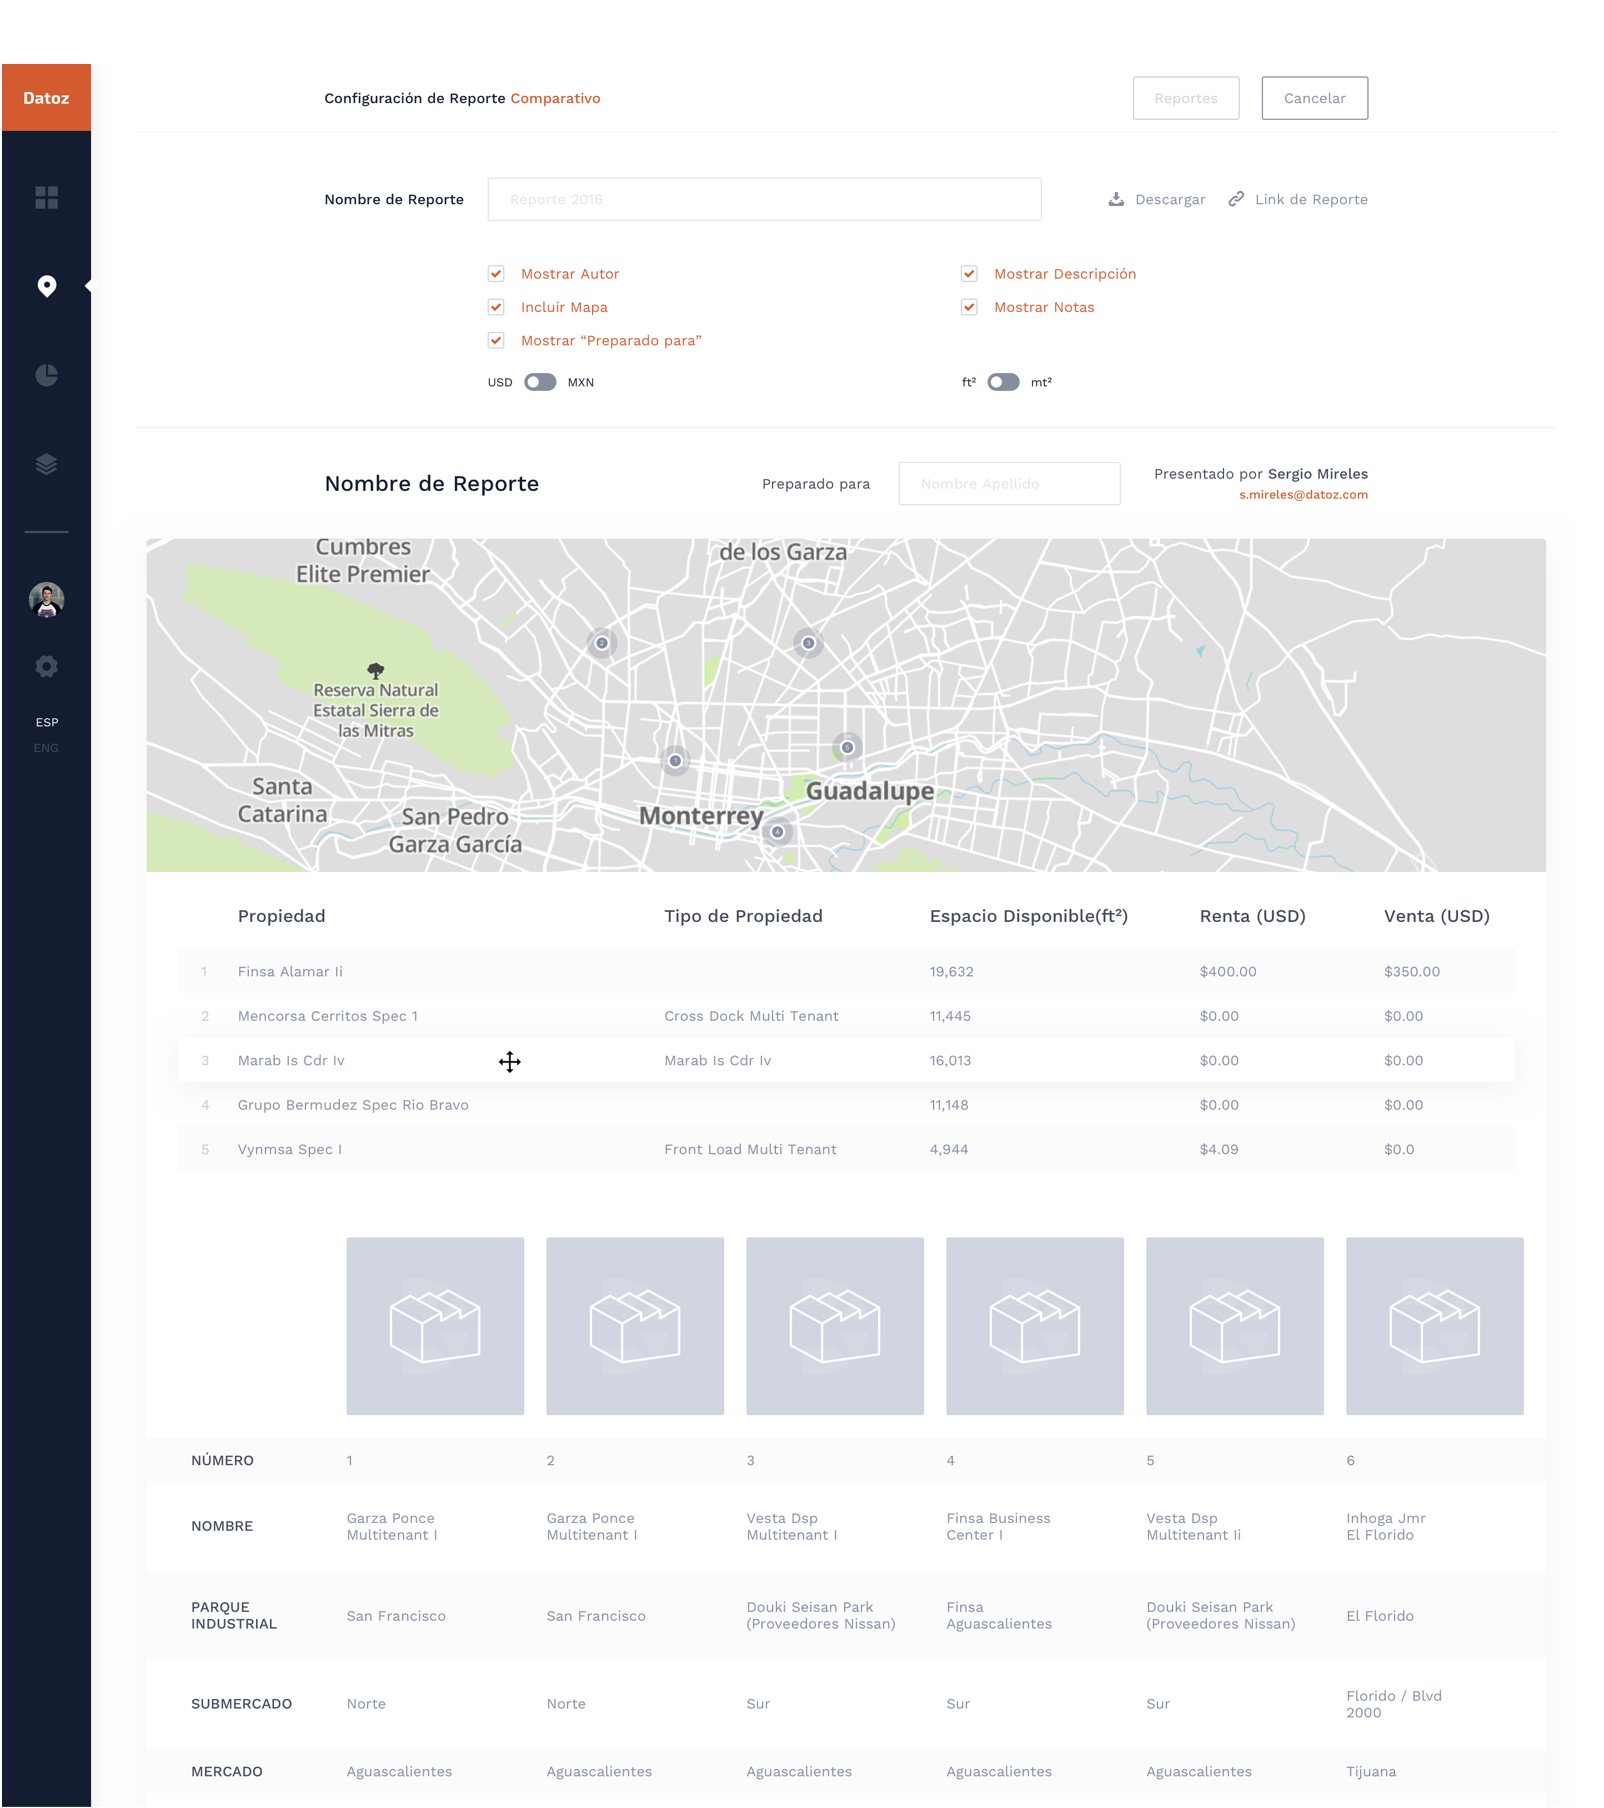 Datoz
Configuración de Reporte Comparativo
Reportes
Cancelar
Nombre de Reporte
Reporte 2016
Descargar
Link de Reporte
Mostrar Autor
Mostrar Descripción
Incluir Mapa
Mostrar Notas
Mostrar “Preparado para”
USD MXN
ft² mt²
Nombre de Reporte
Preparado para
Nombre Apellido
Presentado por Sergio Mireles
s.mireles@datoz.com
ESP
ENG
Cumbres
Elite Premier
de los Garza
2
3
Reserva Natural
Estatal Sierra de
las Mitras
5
1
Santa
Catarina
San Pedro
Garza García
Monterrey
Guadalupe
4
Propiedad Tipo de Propiedad Espacio Disponible(ft²) Renta (USD) Venta (USD)
1 Finsa Alamar Ii 19,632 $400.00 $350.00
2 Mencorsa Cerritos Spec 1 Cross Dock Multi Tenant 11,445 $0.00 $0.00
3 Marab Is Cdr Iv Marab Is Cdr Iv 16,013 $0.00 $0.00
4 Grupo Bermudez Spec Rio Bravo 11,148 $0.00 $0.00
5 Vynmsa Spec I Front Load Multi Tenant 4,944 $4.09 $0.0
NÚMERO 1 2 3 4 5 6
NOMBRE
Garza Ponce
Multitenant I
Garza Ponce
Multitenant I
Vesta Dsp
Multitenant I
Finsa Business
Center I
Vesta Dsp
Multitenant Ii
Inhoga Jmr
El Florido
PARQUE
INDUSTRIAL
San Francisco
San Francisco
Douki Seisan Park
(Proveedores Nissan)
Finsa
Aguascalientes
Douki Seisan Park
(Proveedores Nissan)
El Florido
SUBMERCADO
Norte
Norte
Sur
Sur
Sur
Florido / Blvd
2000
MERCADO Aguascalientes Aguascalientes Aguascalientes Aguascalientes Aguascalientes Tijuana